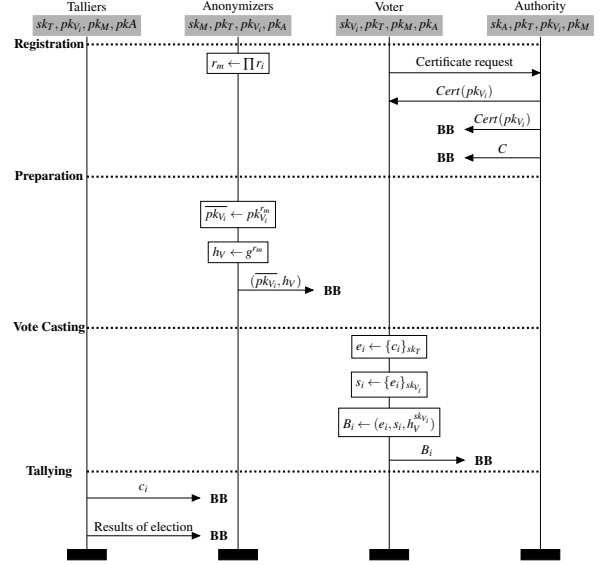 Talliers Anonymizers Voter Authority
sk_T, pk_{V_i}, pk_M, pkA sk_M, pk_T, pk_{V_i}, pk_A sk_{V_i}, pk_T, pk_M, pk_A sk_A, pk_T, pk_{V_i}, pk_M
Registration
r_m ← ∏ r_i
Certificate request
Cert(pk_{V_i})
BB Cert(pk_{V_i})
BB C
Preparation
\overline{pk_{V_i}} ← pk_{V_i}^{r_m}
h_V ← g^{r_m}
(\overline{pk_{V_i}}, h_V) BB
Vote Casting
e_i ← {c_i}_{sk_T}
s_i ← {e_i}_{sk_{V_i}}
B_i ← (e_i, s_i, h_V^{sk_{V_i}})
B_i BB
Tallying
c_i BB
Results of election BB